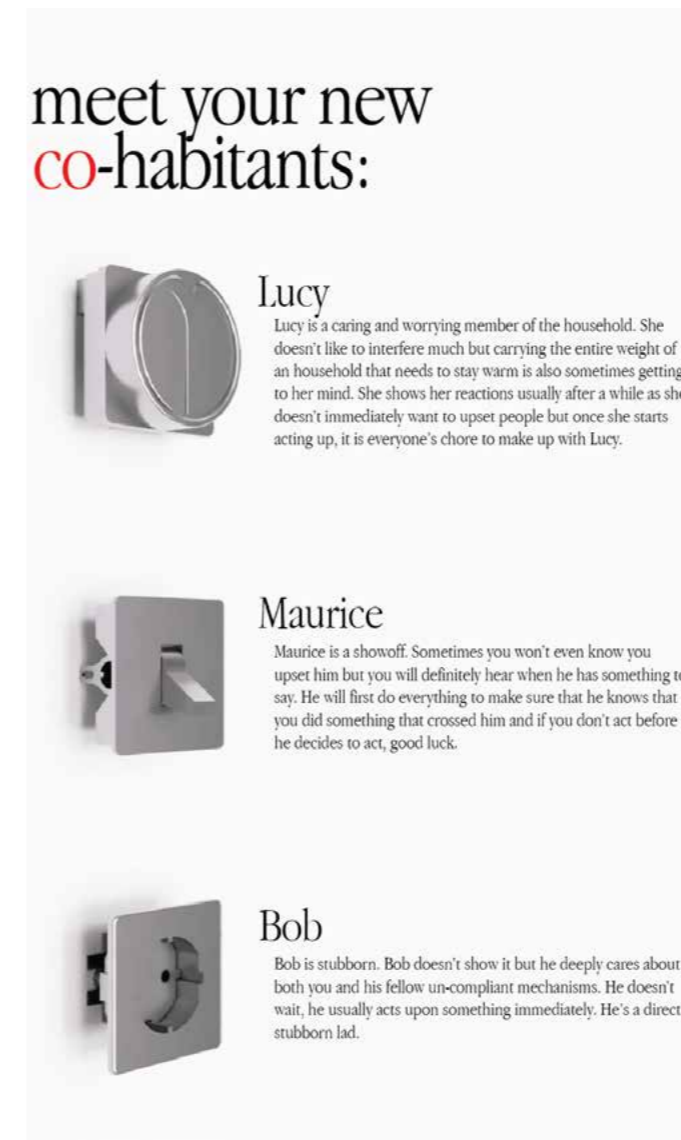 meet your new
co-habitants:
Lucy
Lucy is a caring and worrying member of the household. She
doesn't like to interfere much but carrying the entire weight of
an household that needs to stay warm is also sometimes getting
to her mind. She shows her reactions usually after a while as she
doesn't immediately want to upset people but once she starts
acting up, it is everyone's chore to make up with Lucy.
Maurice
Maurice is a showoff. Sometimes you won't even know you
upset him but you will definitely hear when he has something to
say. He will first do everything to make sure that he knows that
you did something that crossed him and if you don't act before
he decides to act, good luck.
Bob
Bob is stubborn. Bob doesn't show it but he deeply cares about
both you and his fellow un-compliant mechanisms. He doesn't
wait, he usually acts upon something immediately. He's a direct
stubborn lad.